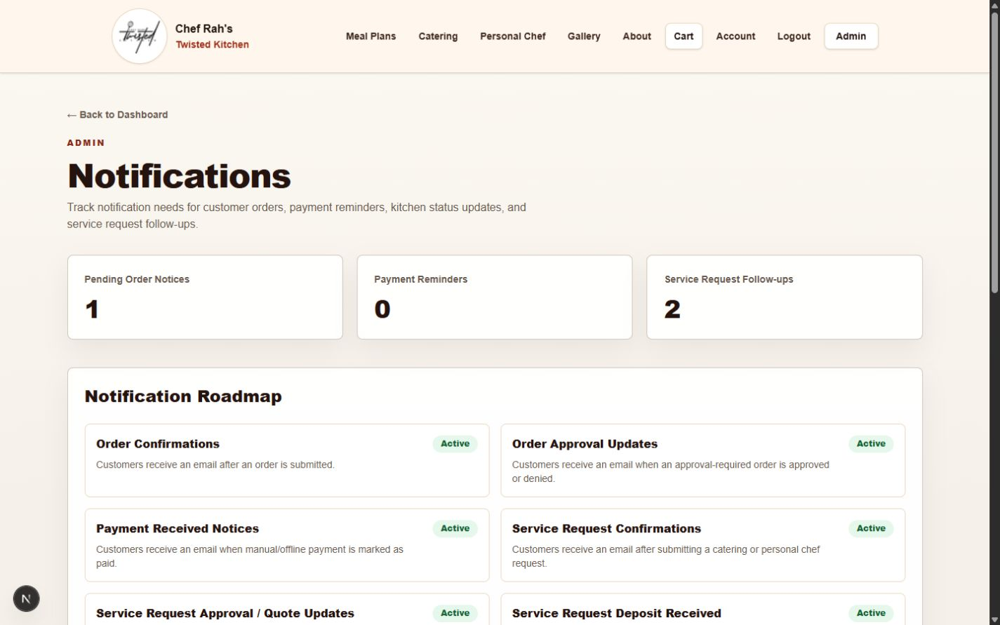 twisted
Chef Rah's
Twisted Kitchen
Meal Plans
Catering
Personal Chef
Gallery
About
Cart
Account
Logout
Admin
← Back to Dashboard
ADMIN
Notifications
Track notification needs for customer orders, payment reminders, kitchen status updates, and
service request follow-ups.
Pending Order Notices
1
Payment Reminders
0
Service Request Follow-ups
2
Notification Roadmap
Order Confirmations
Active
Customers receive an email after an order is submitted.
Order Approval Updates
Active
Customers receive an email when an approval-required order is approved
or denied.
Payment Received Notices
Active
Customers receive an email when manual/offline payment is marked as
paid.
Service Request Confirmations
Active
Customers receive an email after submitting a catering or personal chef
request.
Service Request Approval / Quote Updates
Active
Service Request Deposit Received
Active
N